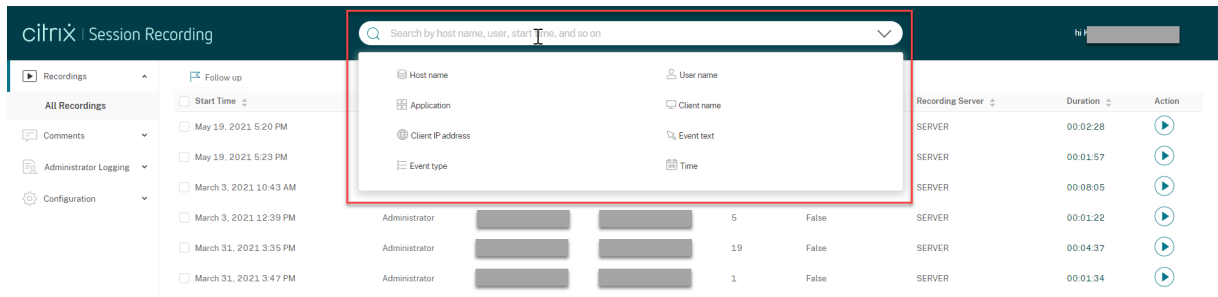 citrix | Session Recording
Search by host name, user, start time, and so on
hi
Recordings
Follow up
Host name
User name
All Recordings
Start Time
Application
Client name
Recording Server
Duration
Action
Comments
May 19, 2021 5:20 PM
Client IP address
Event text
SERVER
00:02:28
Administrator Logging
May 19, 2021 5:23 PM
Event type
Time
SERVER
00:01:57
Configuration
March 3, 2021 10:43 AM
SERVER
00:08:05
March 3, 2021 12:39 PM
Administrator
5
False
SERVER
00:01:22
March 31, 2021 3:35 PM
Administrator
19
False
SERVER
00:04:37
March 31, 2021 3:47 PM
Administrator
1
False
SERVER
00:01:34